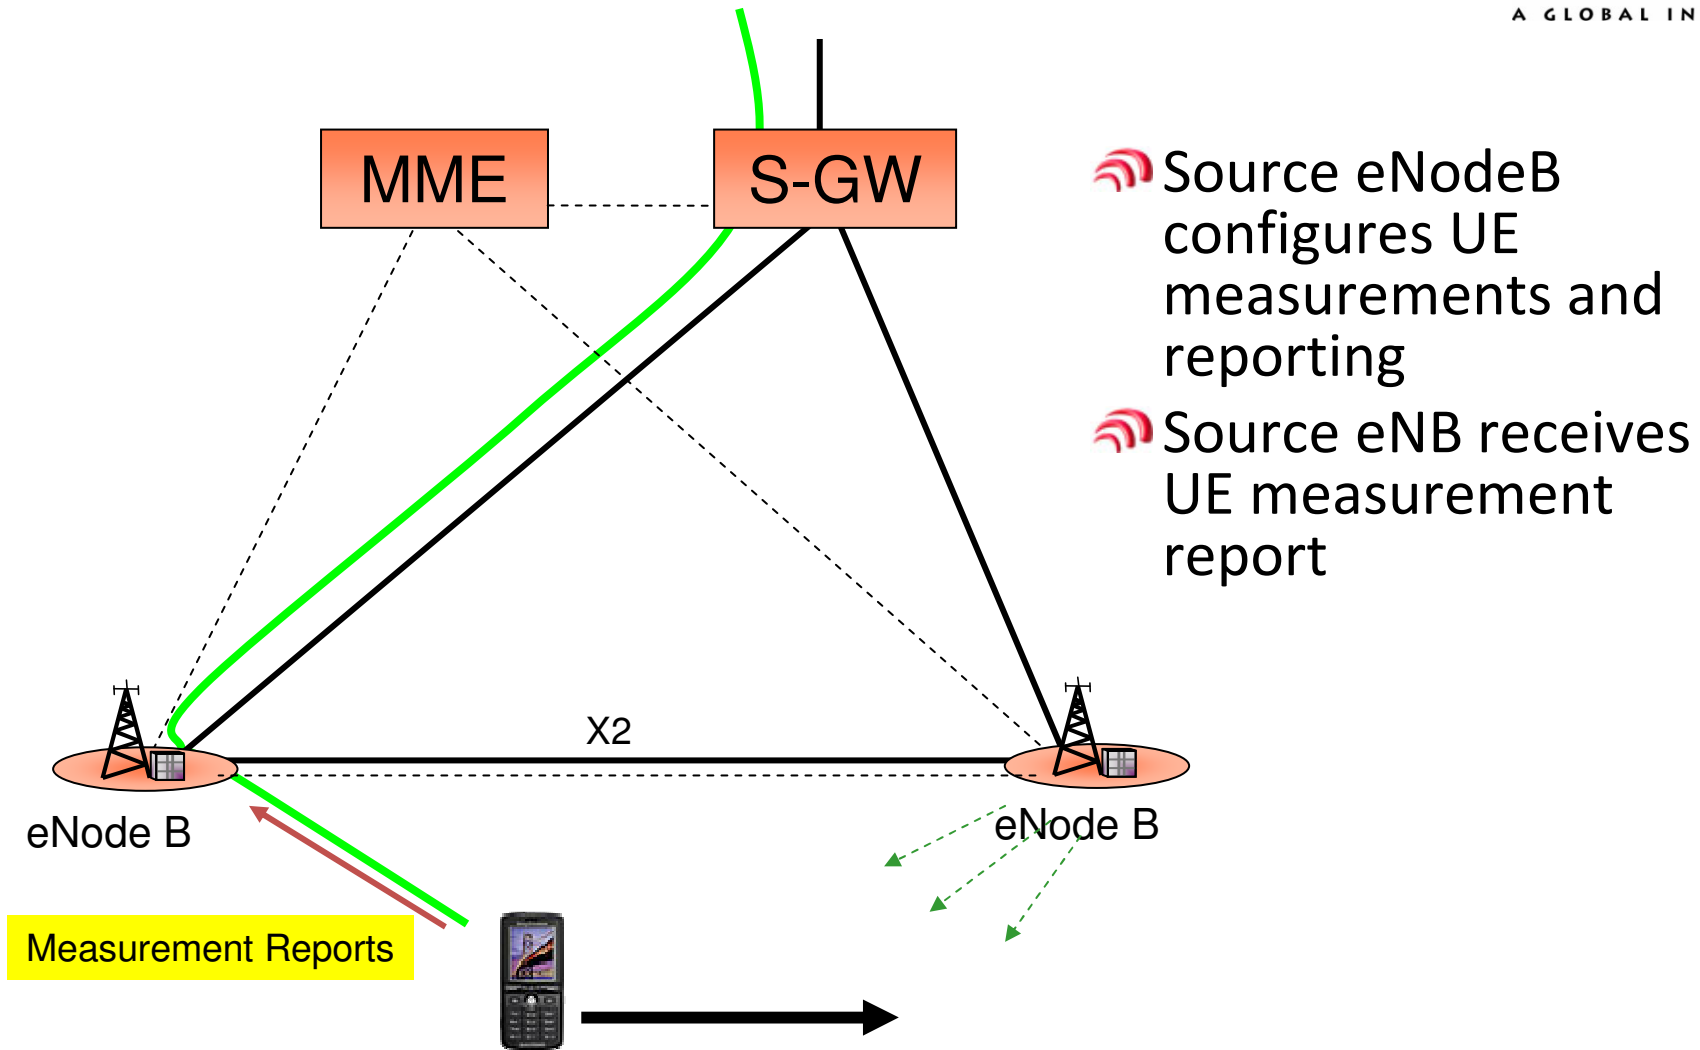 A GLOBAL IN
MME
S-GW
Source eNodeB
configures UE
measurements and
reporting
Source eNB receives
UE measurement
report
X2
eNode B
eNode B
Measurement Reports